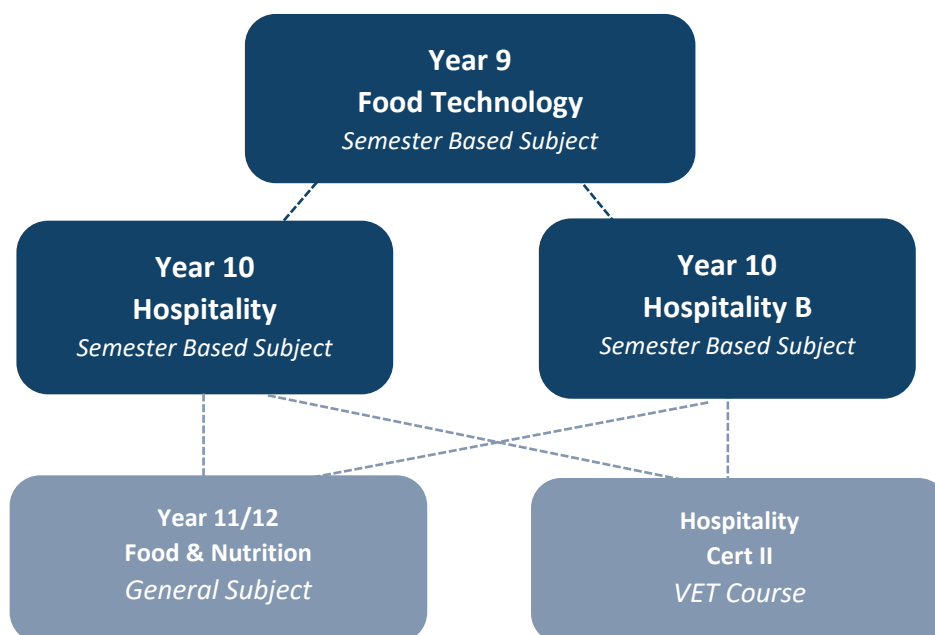 Year 9
Food Technology
Semester Based Subject
Year 10
Hospitality
Semester Based Subject
Year 10
Hospitality B
Semester Based Subject
Year 11/12
Food & Nutrition
General Subject
Hospitality
Cert II
VET Course